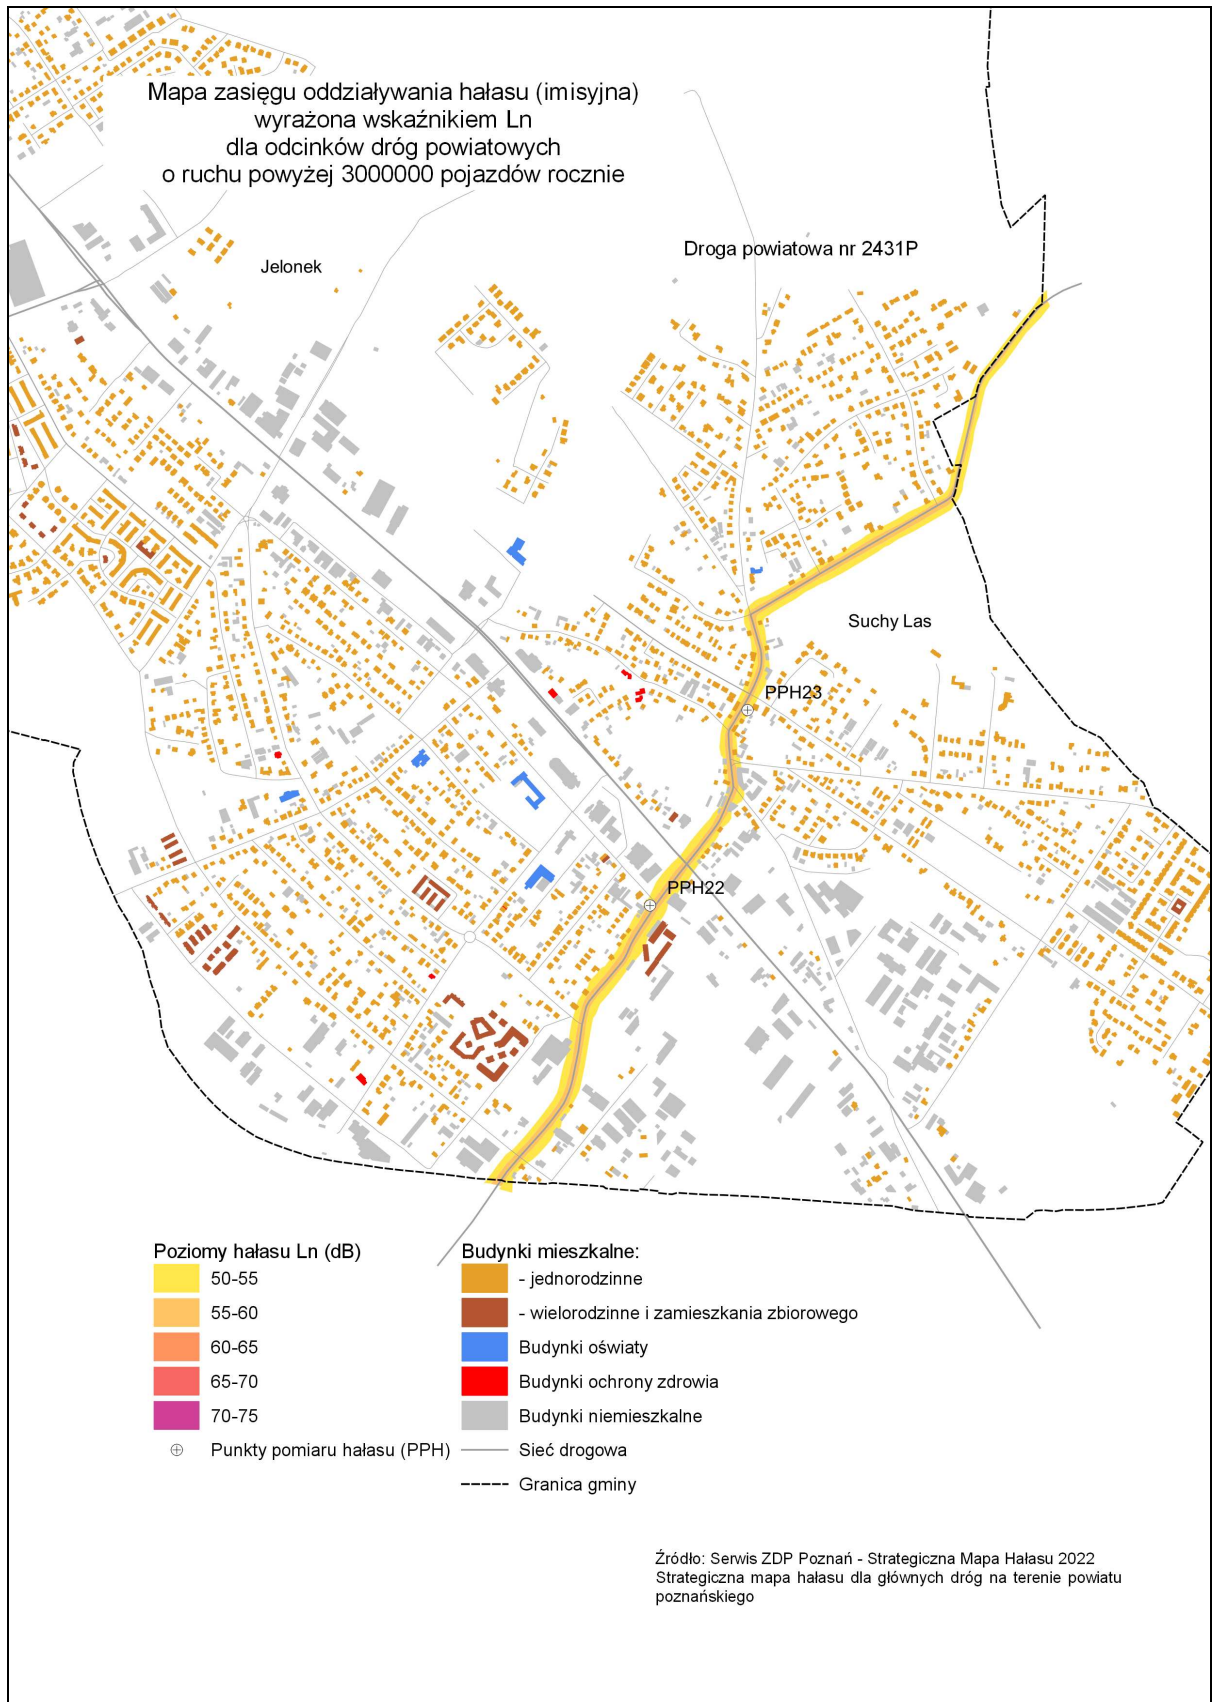 Mapa zasięgu oddziaływania hałasu (imisyjna)
wyrażona wskaźnikiem Ln
dla odcinków dróg powiatowych
o ruchu powyżej 3000000 pojazdów rocznie
Droga powiatowa nr 2431P
Jelonek
Suchy Las
PPH23
PPH22
Poziomy hałasu Ln (dB)
50-55
55-60
60-65
65-70
70-75
Punkty pomiaru hałasu (PPH)
Budynki mieszkalne:
- jednorodzinne
- wielorodzinne i zamieszkania zbiorowego
Budynki oświaty
Budynki ochrony zdrowia
Budynki niemieszkalne
Sieć drogowa
Granica gminy
Źródło: Serwis ZDP Poznań - Strategiczna Mapa Hałasu 2022
Strategiczna mapa hałasu dla głównych dróg na terenie powiatu
poznańskiego